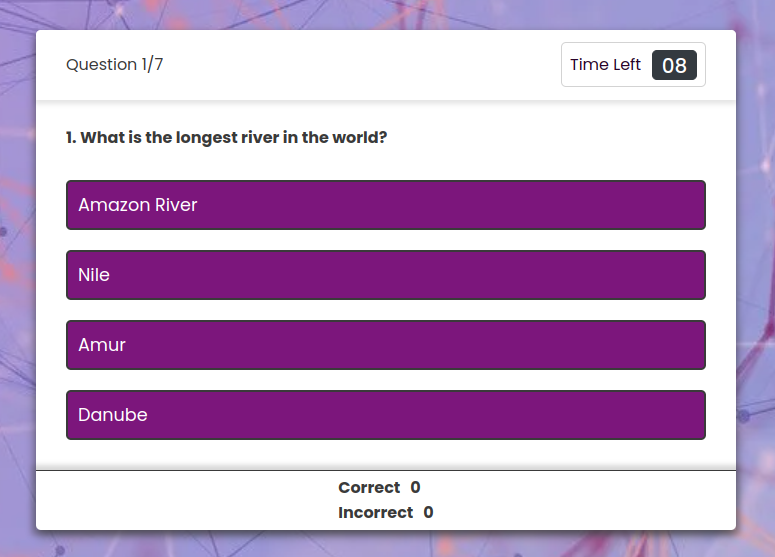 Question 1/7
Time Left 08
1. What is the longest river in the world?
Amazon River
Nile
Amur
Danube
Correct 0
Incorrect 0